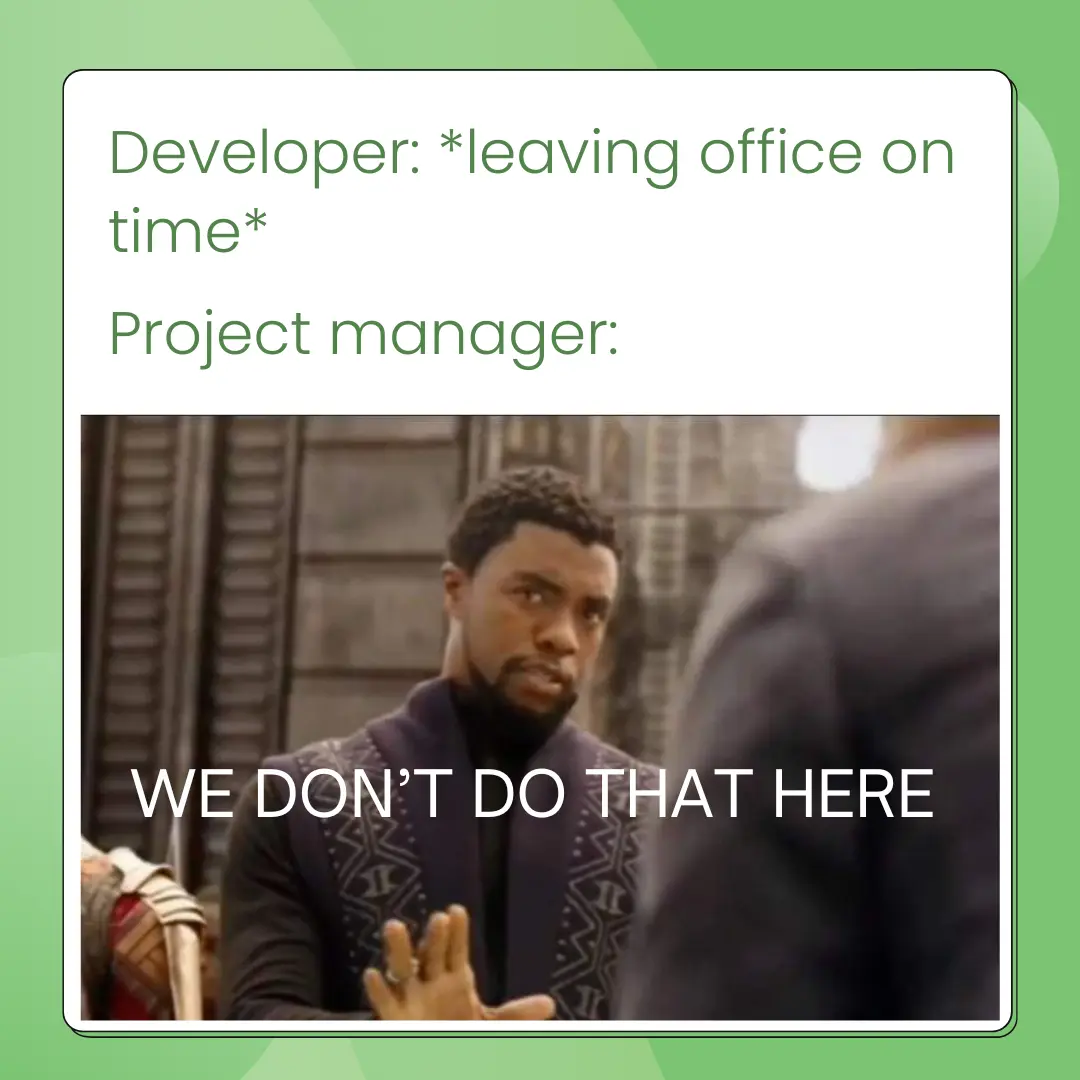 Developer: *leaving office on
time*
Project manager:
WE DON’T DO THAT HERE